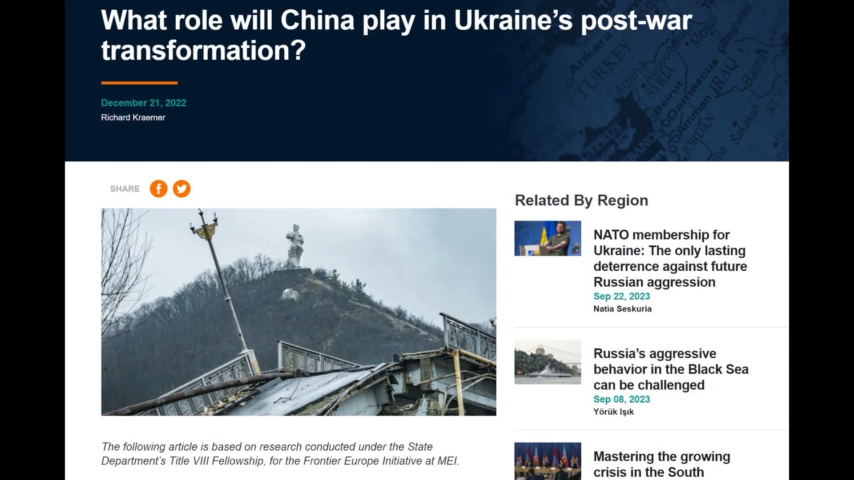 What role will China play in Ukraine's post-war
transformation?
December 21, 2022
Richard Kraemer
SHARE
The following article is based on research conducted under the State
Department's Title VIII Fellowship, for the Frontier Europe Initiative at MEI.
Related By Region
NATO membership for
Ukraine: The only lasting
deterrence against future
Russian aggression
Sep 22, 2023
Natia Seskuria
Russia's aggressive
behavior in the Black Sea
can be challenged
Sep 08, 2023
Yörük Işık
Mastering the growing
crisis in the South